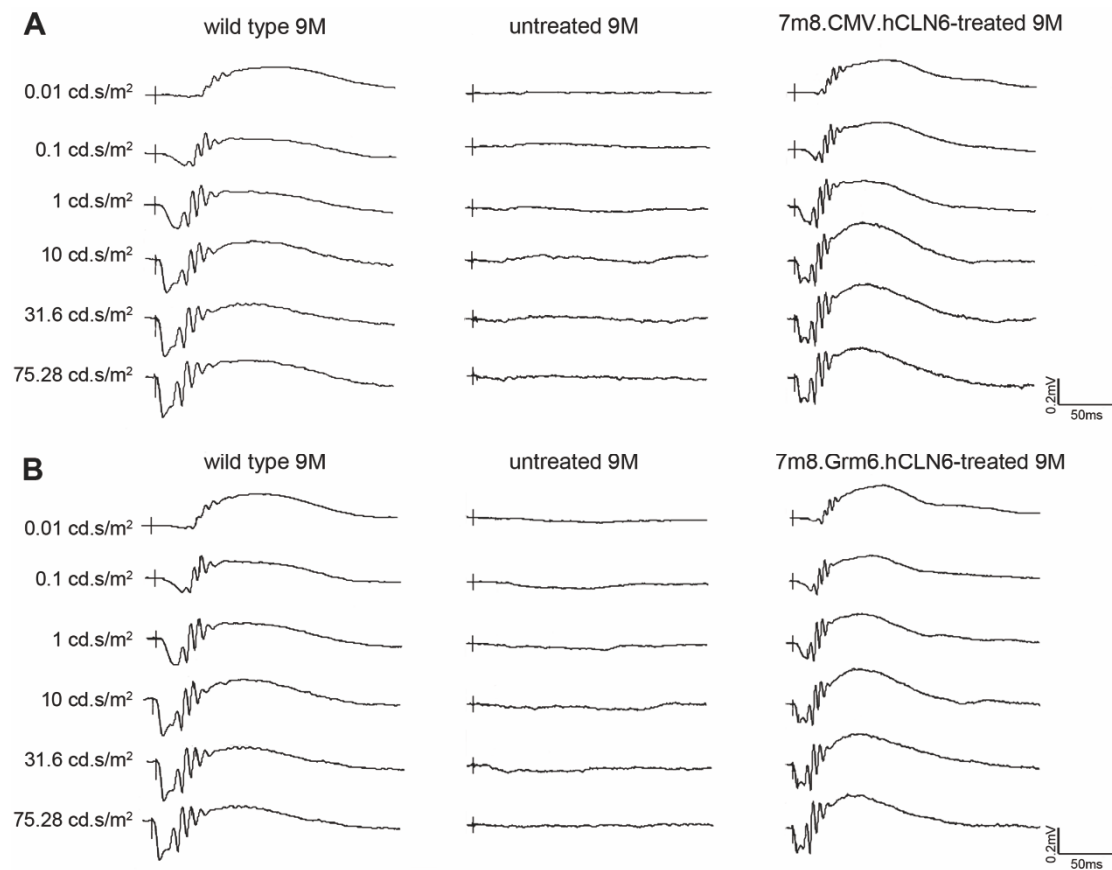 A
wild type 9M untreated 9M 7m8.CMV.hCLN6-treated 9M
0.01 cd.s/m²
0.1 cd.s/m²
1 cd.s/m²
10 cd.s/m²
31.6 cd.s/m²
75.28 cd.s/m²
0.2mV
50ms
B
wild type 9M untreated 9M 7m8.Grm6.hCLN6-treated 9M
0.01 cd.s/m²
0.1 cd.s/m²
1 cd.s/m²
10 cd.s/m²
31.6 cd.s/m²
75.28 cd.s/m²
0.2mV
50ms